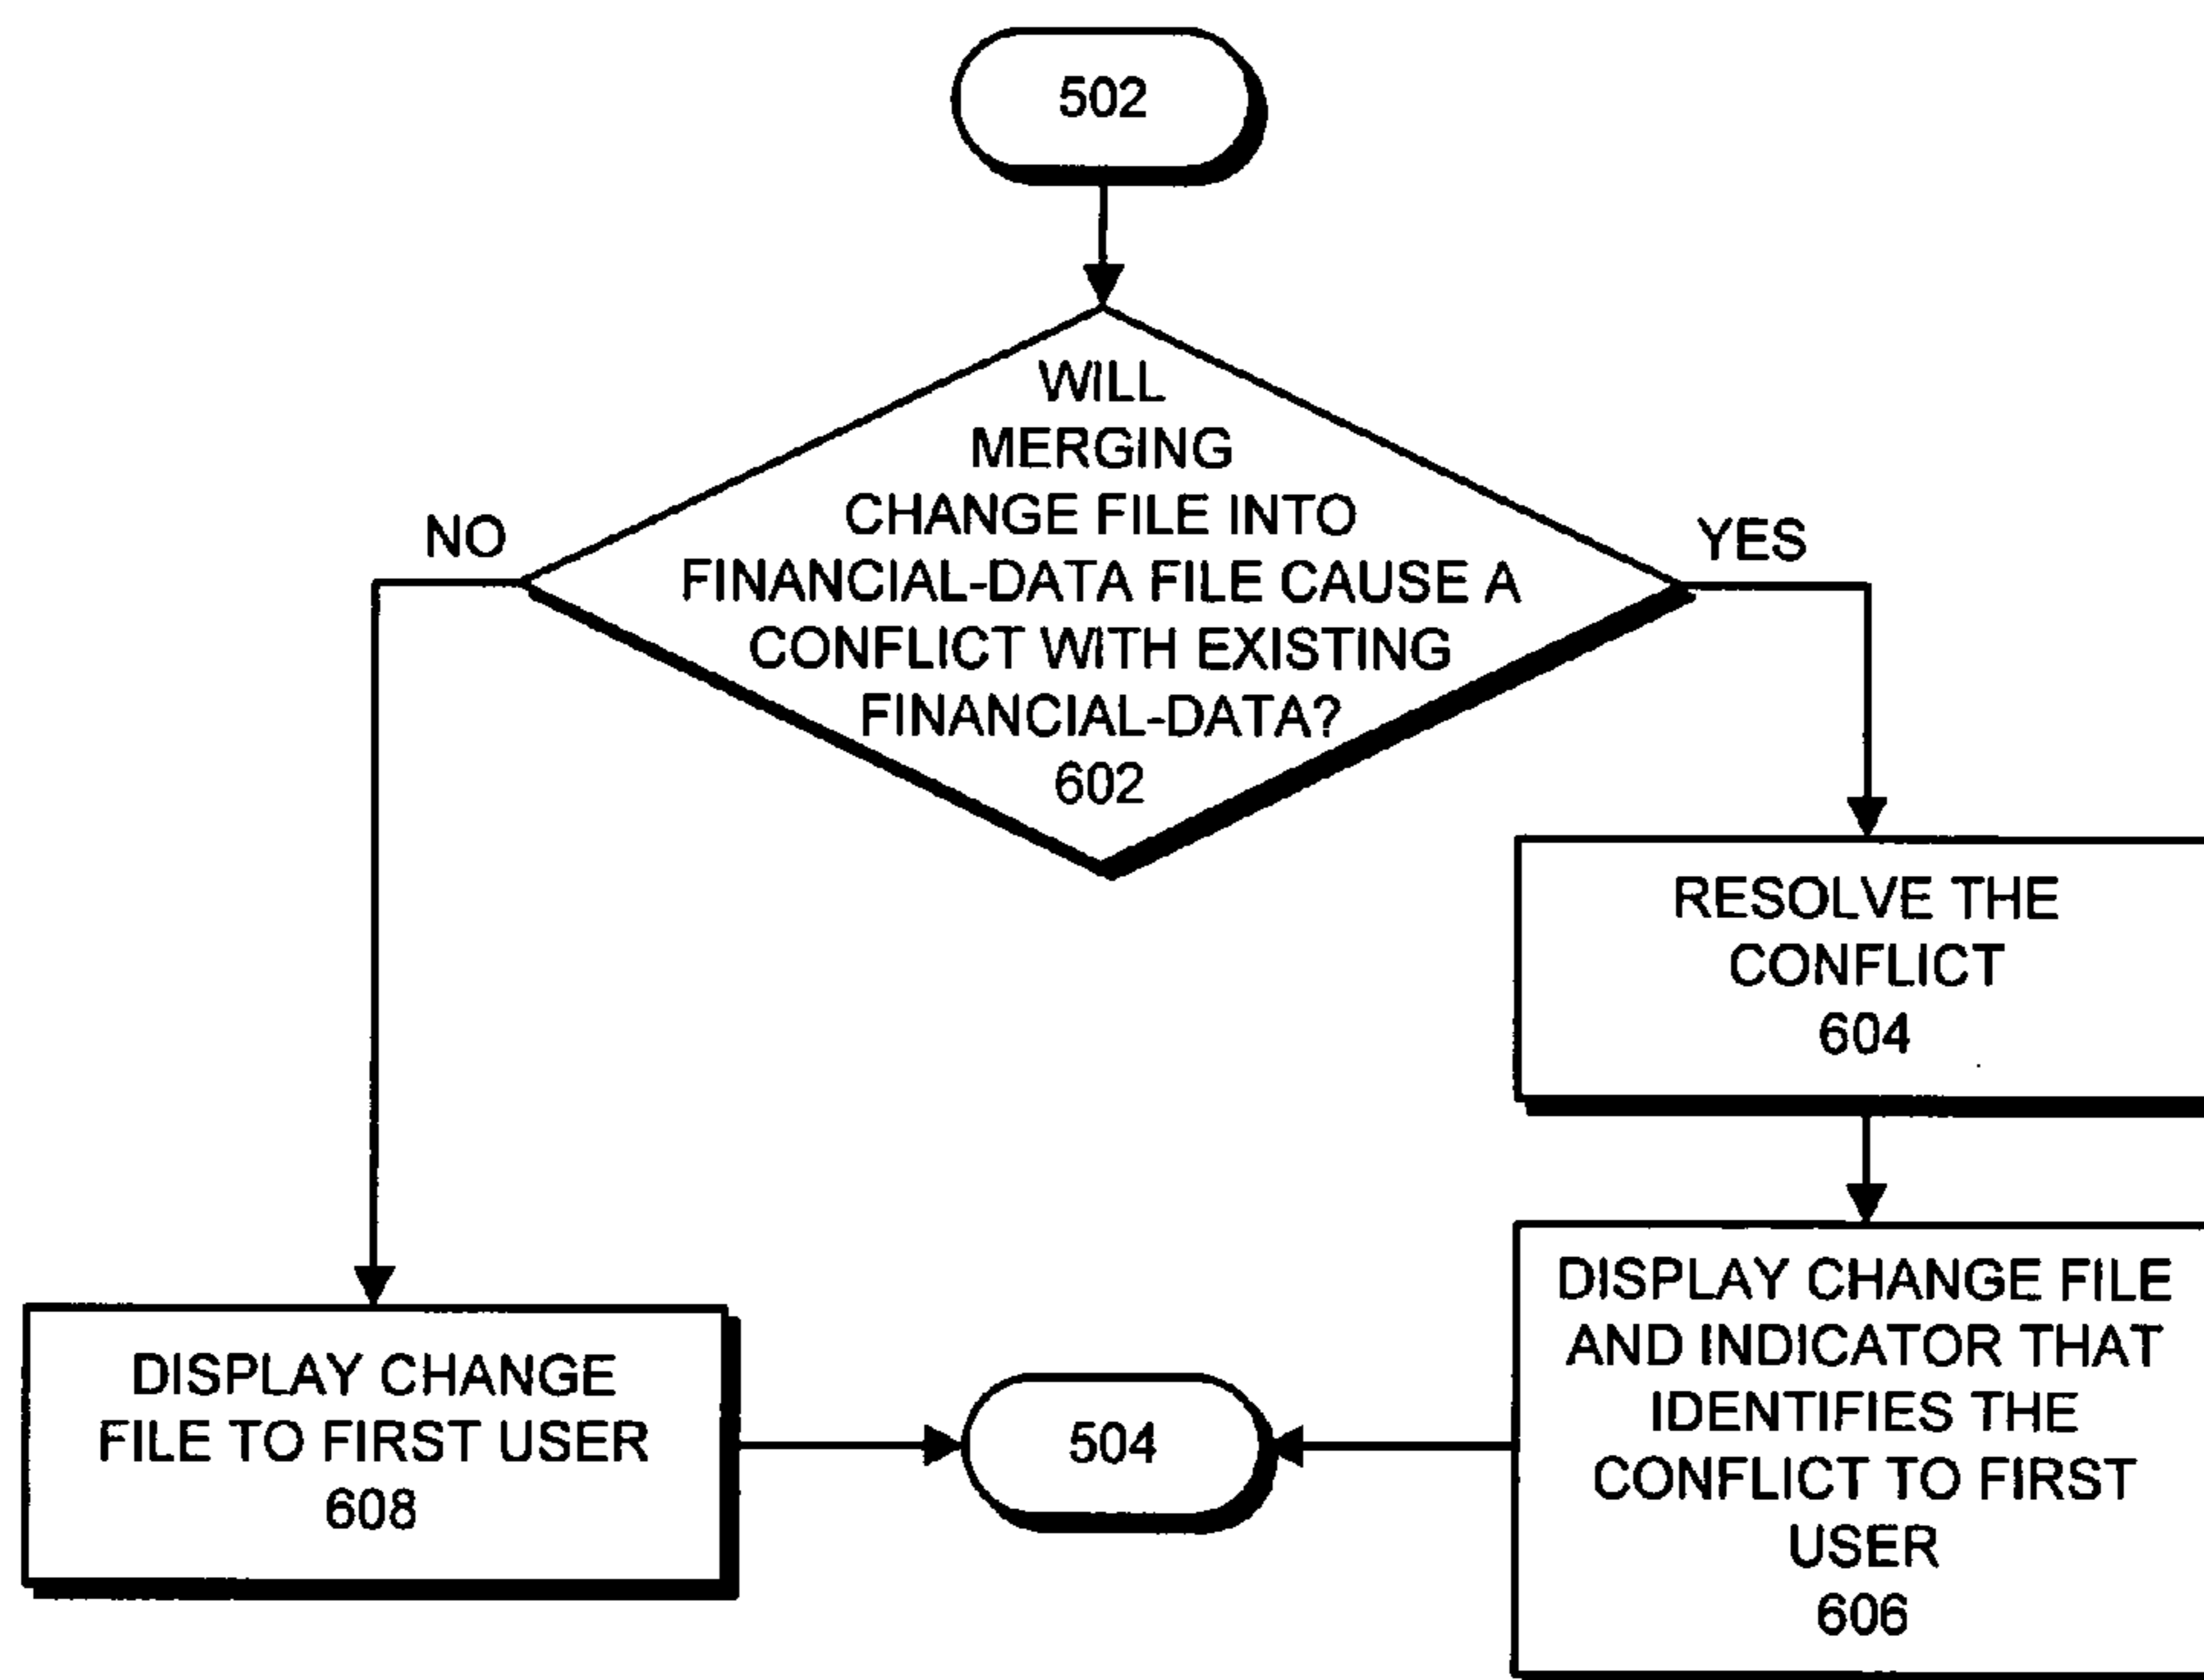 502
WILL
MERGING
CHANGE FILE INTO
FINANCIAL-DATA FILE CAUSE A
CONFLICT WITH EXISTING
FINANCIAL-DATA?
602
NO
YES
RESOLVE THE
CONFLICT
604
DISPLAY CHANGE FILE
AND INDICATOR THAT
IDENTIFIES THE
CONFLICT TO FIRST
USER
606
DISPLAY CHANGE
FILE TO FIRST USER
608
504